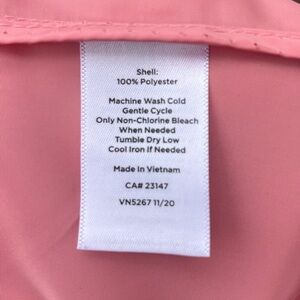 Shell:
100% Polyester
Machine Wash Cold
Gentle Cycle
Only Non-Chlorine Bleach
When Needed
Tumble Dry Low
Cool Iron If Needed
Made In Vietnam
CA# 23147
VN5267 11/20